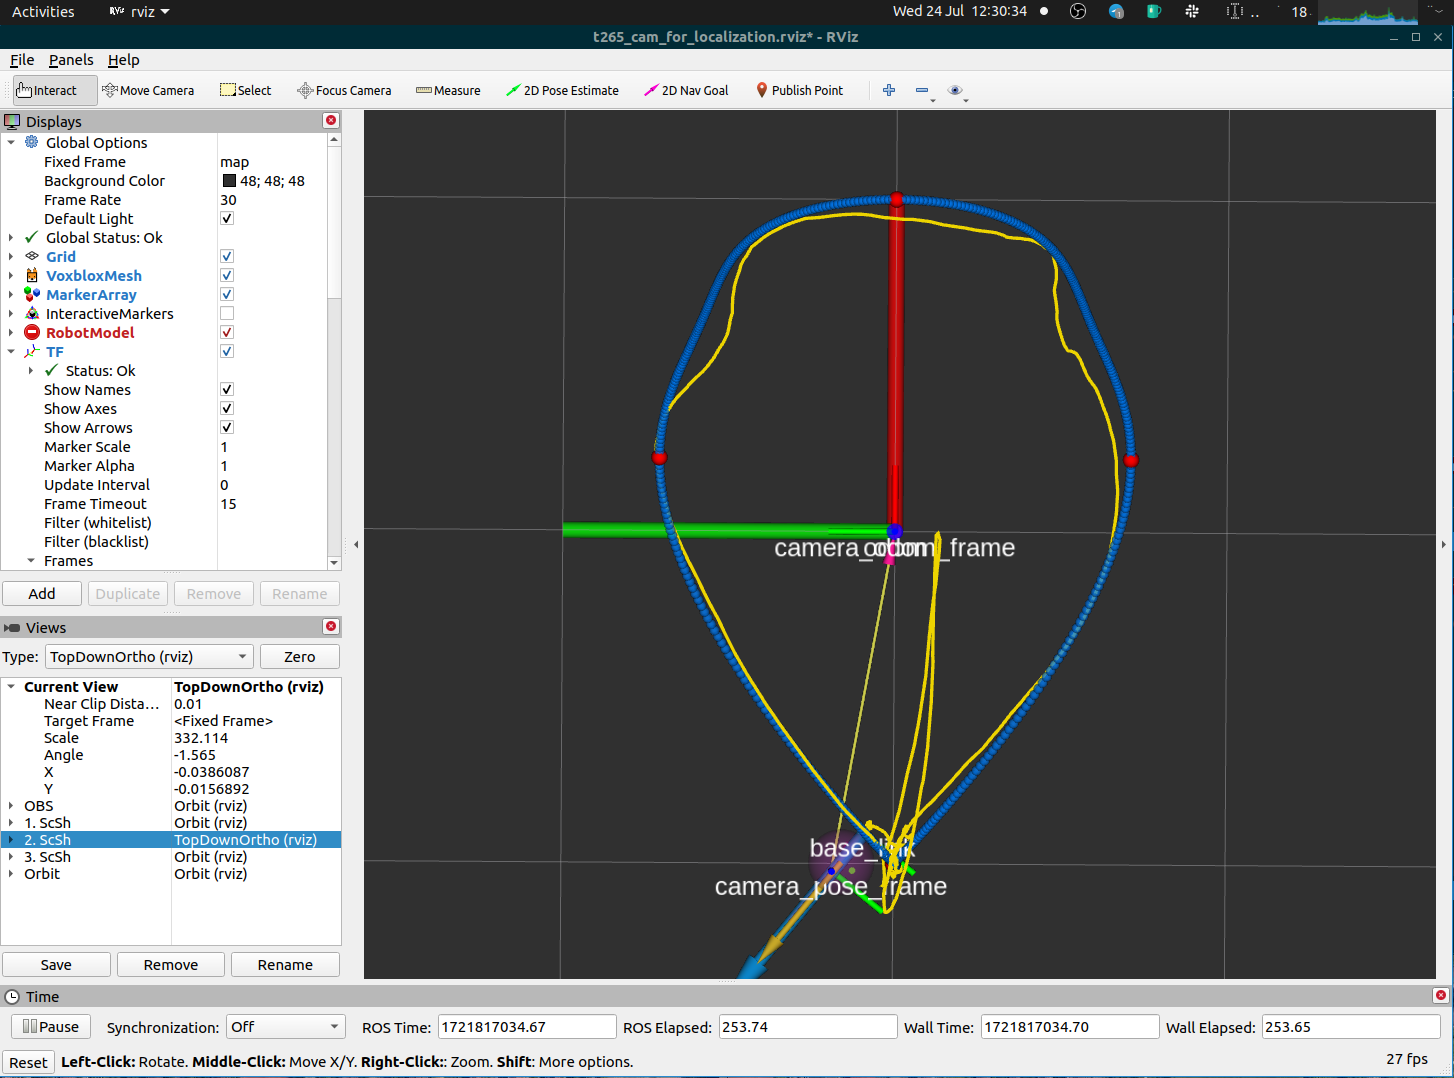 Activities
rviz
Wed 24 Jul 12:30:34
18
t265_cam_for_localization.rviz* - RViz
File Panels Help
Interact Move Camera Select Focus Camera Measure 2D Pose Estimate 2D Nav Goal Publish Point
Displays
Global Options
Fixed Frame map
Background Color 48; 48; 48
Frame Rate 30
Default Light
Global Status: Ok
Grid
VoxbloxMesh
MarkerArray
InteractiveMarkers
RobotModel
TF
Status: Ok
Show Names
Show Axes
Show Arrows
Marker Scale 1
Marker Alpha 1
Update Interval 0
Frame Timeout 15
Filter (whitelist)
Filter (blacklist)
Frames
Add Duplicate Remove Rename
Views
Type: TopDownOrtho (rviz) Zero
Current View TopDownOrtho (rviz)
Near Clip Dista... 0.01
Target Frame <Fixed Frame>
Scale 332.114
Angle -1.565
X -0.0386087
Y -0.0156892
OBS Orbit (rviz)
1. ScSh Orbit (rviz)
2. ScSh TopDownOrtho (rviz)
3. ScSh Orbit (rviz)
Orbit Orbit (rviz)
Save Remove Rename
base_link
camera_pose_frame
Time
Pause Synchronization: Off ROS Time: 1721817034.67 ROS Elapsed: 253.74 Wall Time: 1721817034.70 Wall Elapsed: 253.65
Reset Left-Click: Rotate. Middle-Click: Move X/Y. Right-Click:: Zoom. Shift: More options. 27 fps